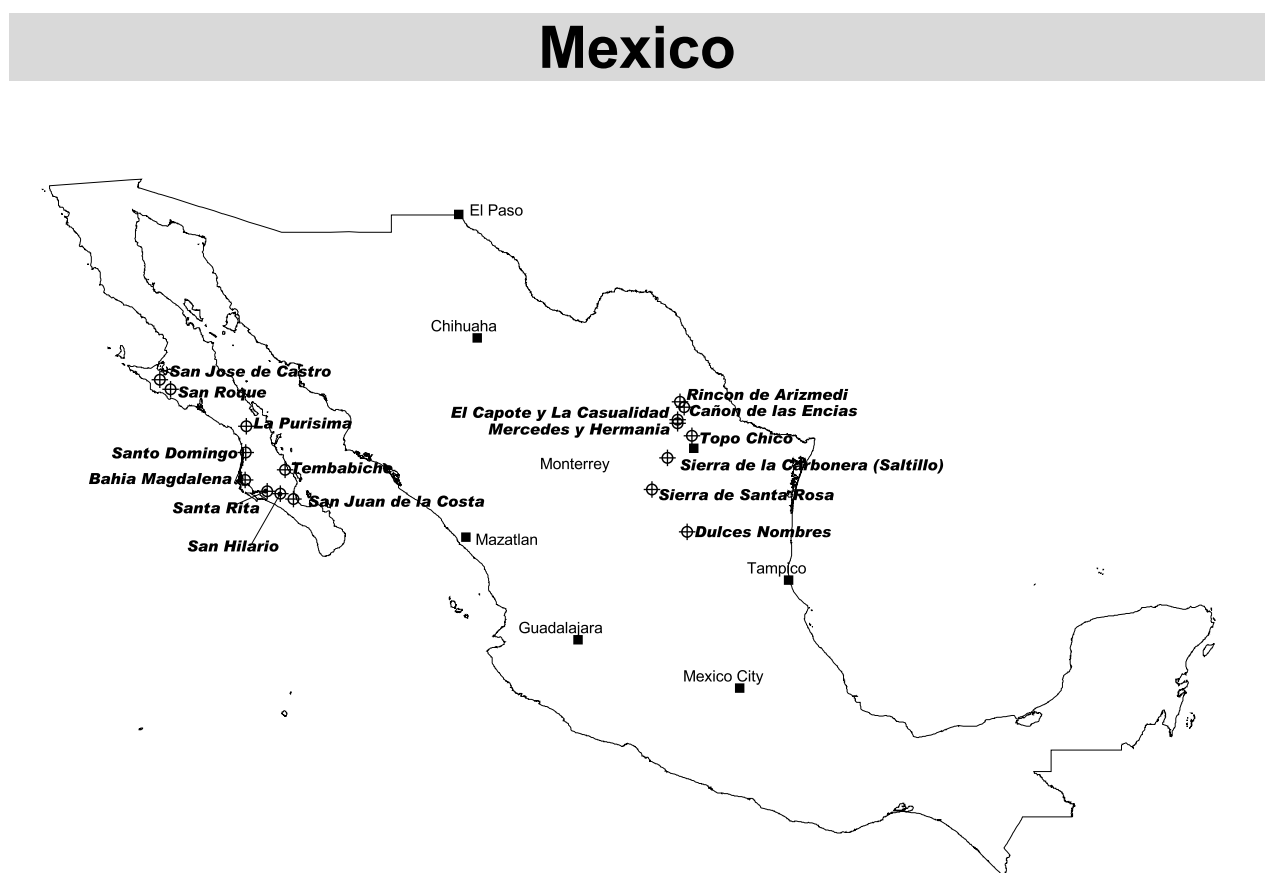 Mexico
El Paso
Chihuaha
San Jose de Castro
San Roque
Rincon de Arizmedi
El Capote y La Casualidad
Cañon de las Encias
La Purisima
Mercedes y Hermania
Topo Chico
Santo Domingo
Monterrey
Sierra de la Carbonera (Saltillo)
Tembabiche
Bahia Magdalena
Sierra de Santa Rosa
San Juan de la Costa
Santa Rita
Dulces Nombres
Mazatlan
San Hilario
Tampico
Guadalajara
Mexico City